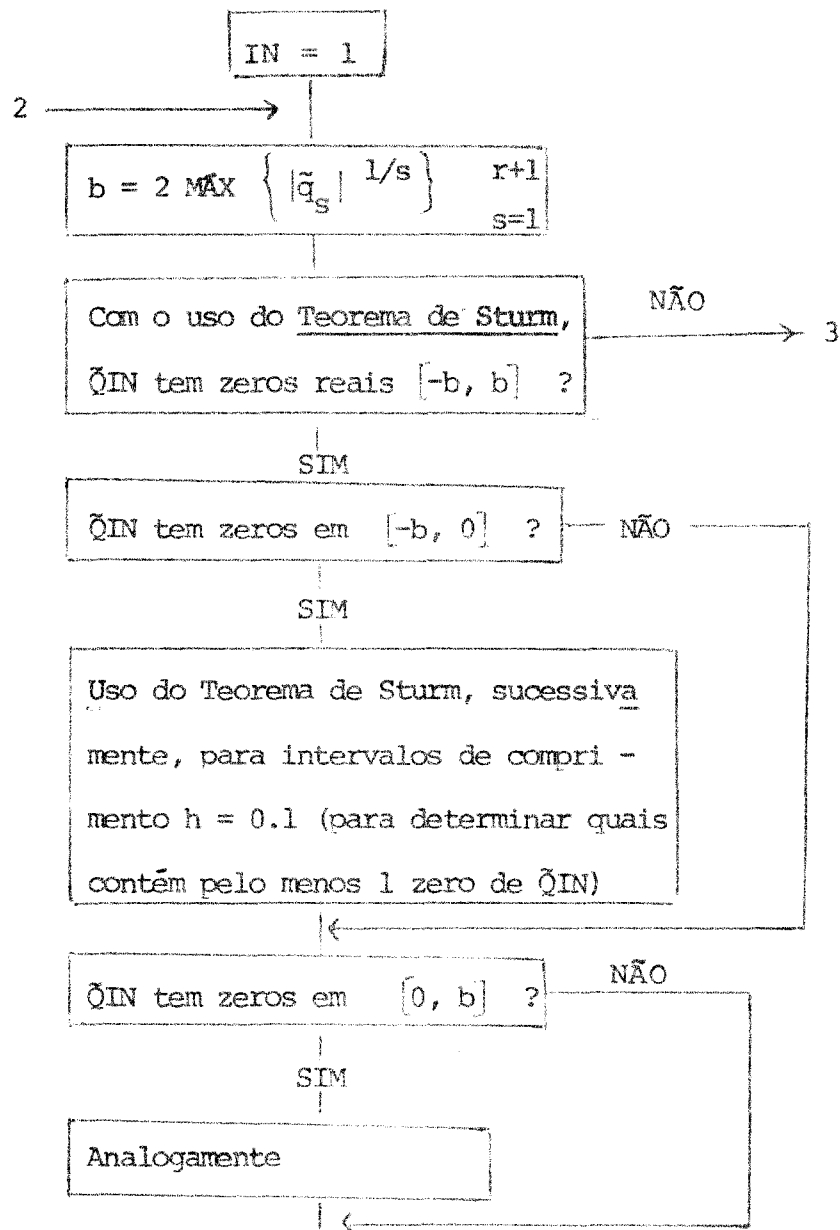 IN = 1
2
b = 2 MÁX { |q̃s| 1/s } r+1
s=1
Com o uso do Teorema de Sturm,
Q̃IN tem zeros reais [-b, b] ?
NÃO
3
SIM
Q̃IN tem zeros em [-b, 0] ?
NÃO
SIM
Uso do Teorema de Sturm, sucessiva
mente, para intervalos de compri -
mento h = 0.1 (para determinar quais
contém pelo menos 1 zero de Q̃IN)
Q̃IN tem zeros em [0, b] ?
NÃO
SIM
Analogamente